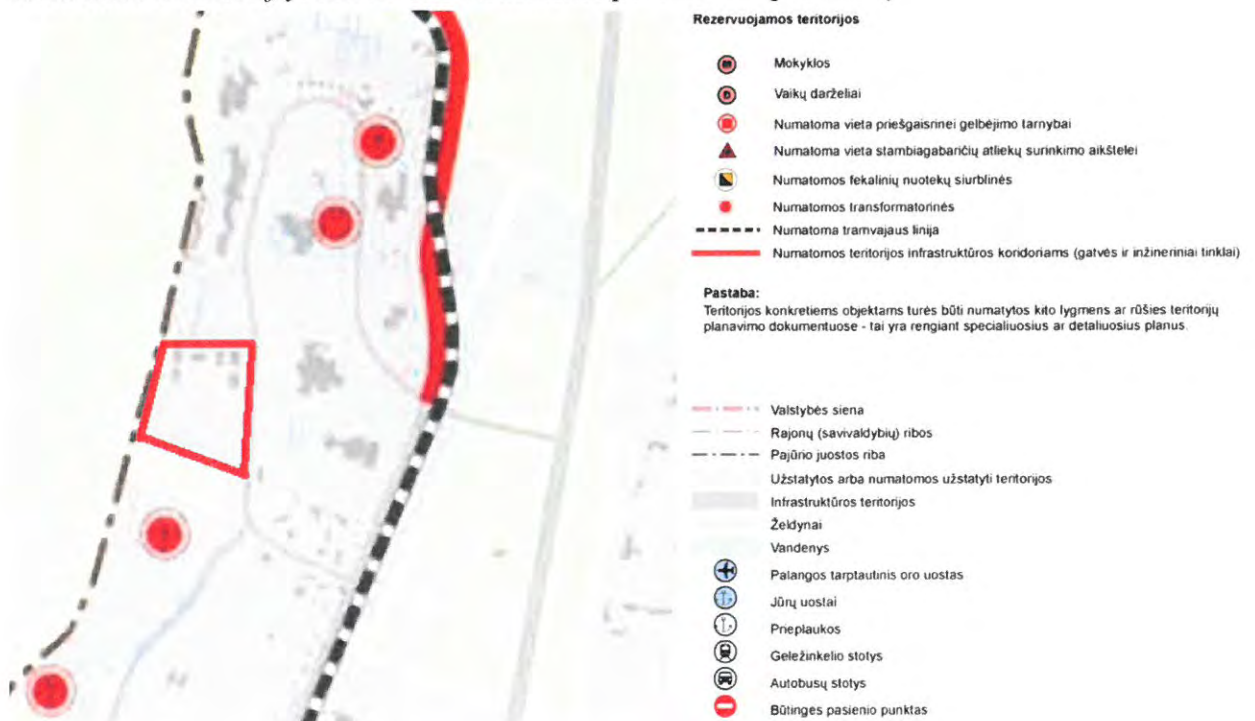 Rezervuojamos teritorijos
Mokyklos
Vaikų darželiai
Numatoma vieta priešgaisrinei gelbėjimo tarnybai
Numatoma vieta stambiagabaričių atliekų surinkimo aikštelei
Numatomos fekalinių nuotekų siurblinės
Numatomos transformatorinės
Numatoma tramvajaus linija
Numatomos teritorijos infrastruktūros koridoriams (gatvės ir inžineriniai tinklai)
Pastaba:
Teritorijos konkretiems objektams turės būti numatytos kito lygmens ar rūšies teritorijų
planavimo dokumentuose - tai yra rengiant specialiuosius ar detaliuosius planus.
Valstybės siena
Rajonų (savivaldybių) ribos
Pajūrio juostos riba
Užstatytos arba numatomos užstatyti teritorijos
Infrastruktūros teritorijos
Želdynai
Vandenys
Palangos tarptautinis oro uostas
Jūrų uostai
Prieplaukos
Geležinkelio stotys
Autobusų stotys
Būtingės pasienio punktas